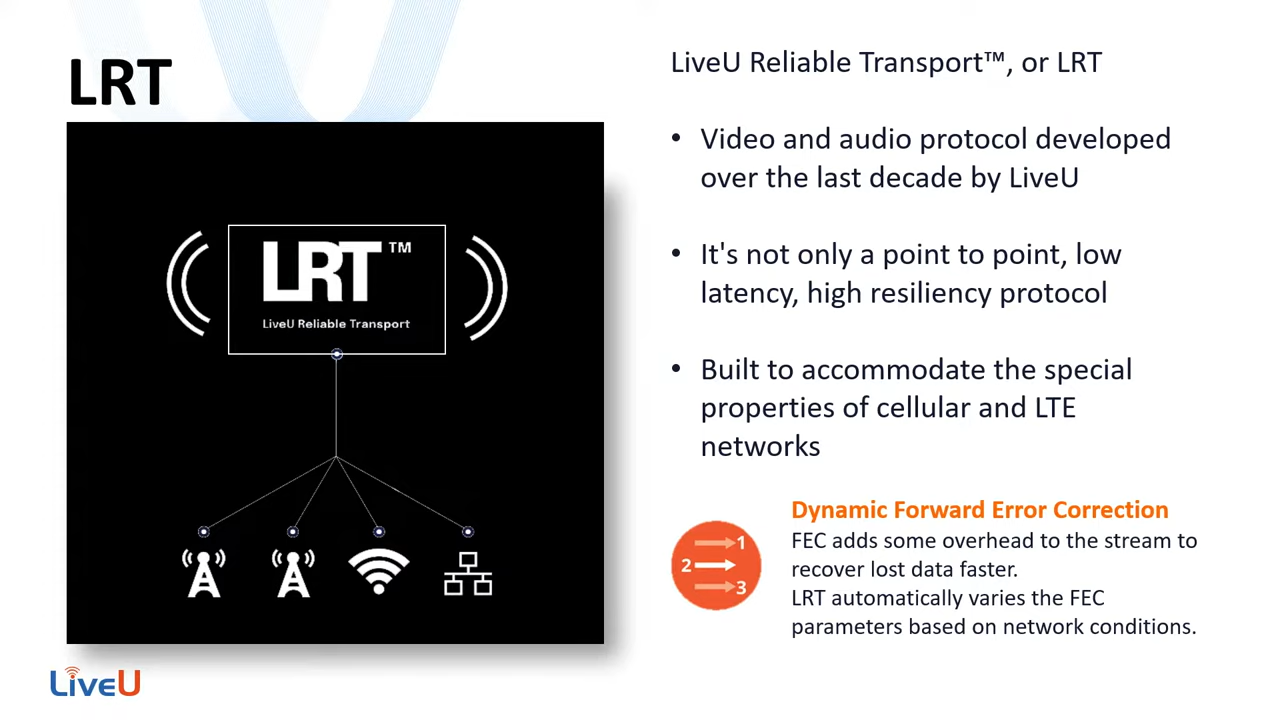 LRT
LRT™
LiveU Reliable Transport
LiveU Reliable Transport™, or LRT
• Video and audio protocol developed
over the last decade by LiveU
• It's not only a point to point, low
latency, high resiliency protocol
• Built to accommodate the special
properties of cellular and LTE
networks
1
2
3
Dynamic Forward Error Correction
FEC adds some overhead to the stream to
recover lost data faster.
LRT automatically varies the FEC
parameters based on network conditions.
LiveU